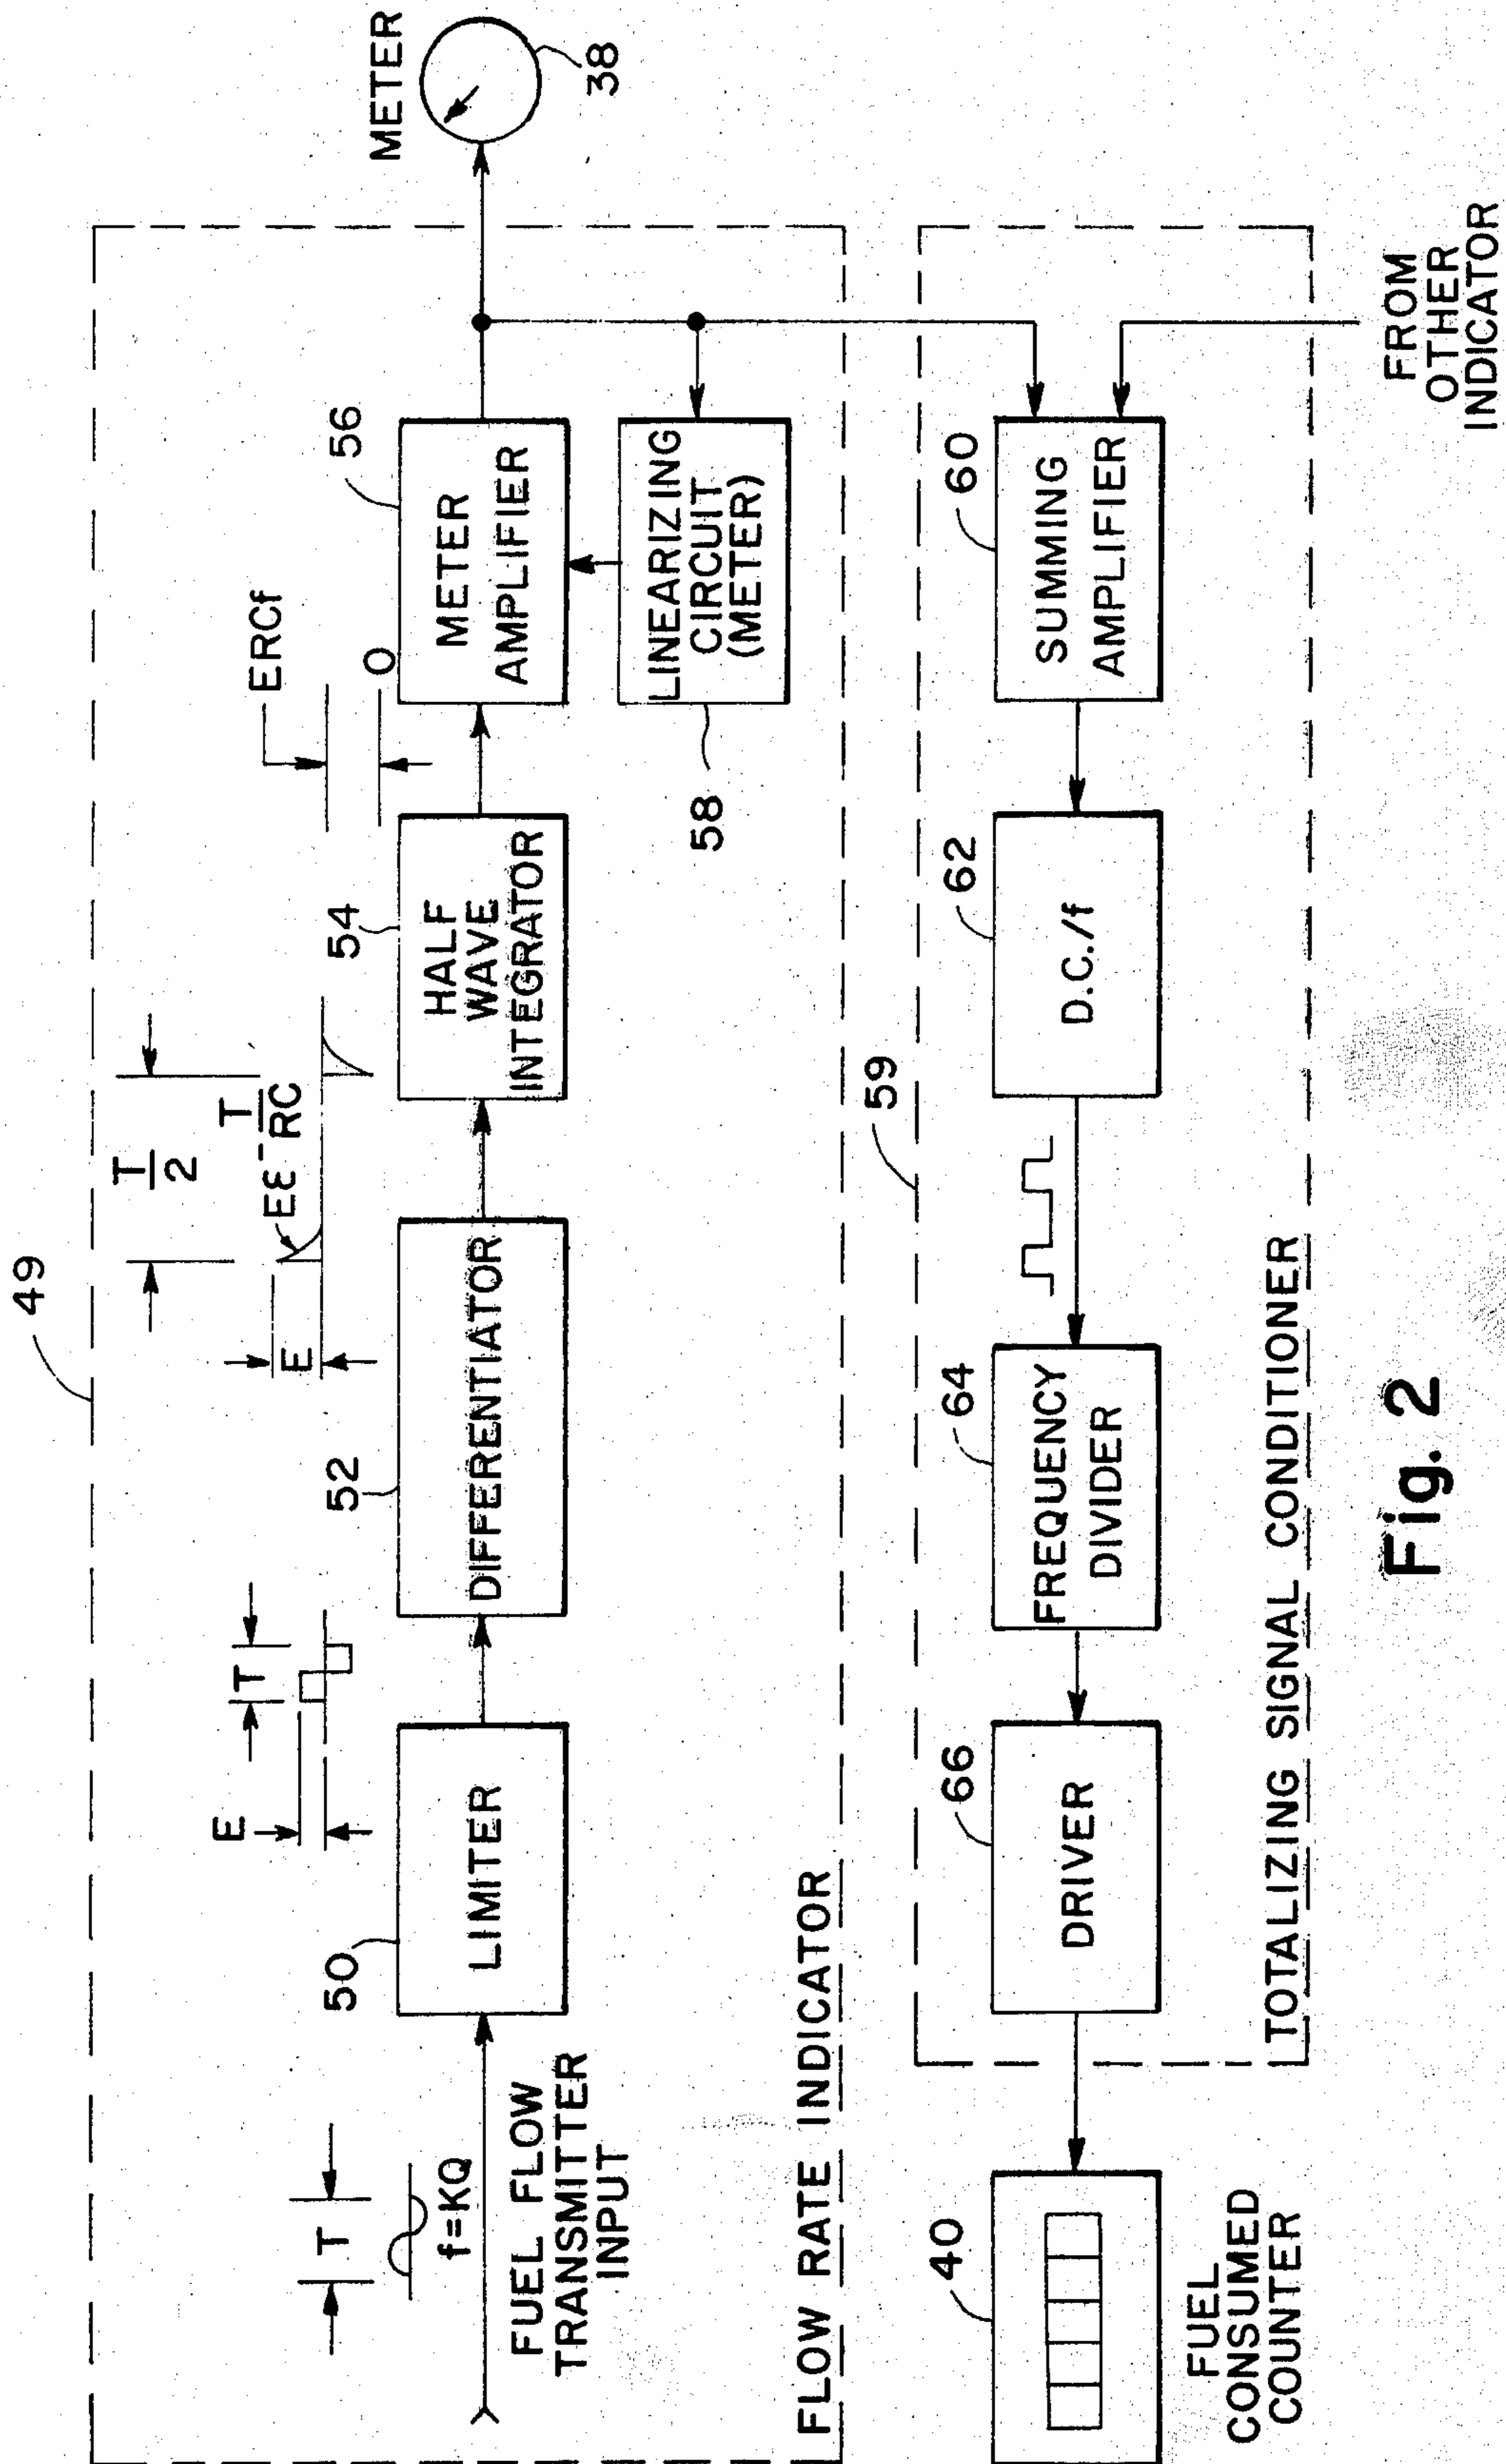 49
T
f=KQ
FUEL FLOW
TRANSMITTER
INPUT
50
LIMITER
E
T
52
DIFFERENTIATOR
E
T/2
Eε^-T/RC
54
HALF
WAVE
INTEGRATOR
ERCf
O
56
METER
AMPLIFIER
METER
38
58
LINEARIZING
CIRCUIT
(METER)
FLOW RATE INDICATOR
59
40
FUEL
CONSUMED
COUNTER
66
DRIVER
64
FREQUENCY
DIVIDER
62
D.C./f
60
SUMMING
AMPLIFIER
FROM
OTHER
INDICATOR
TOTALIZING SIGNAL CONDITIONER
Fig. 2